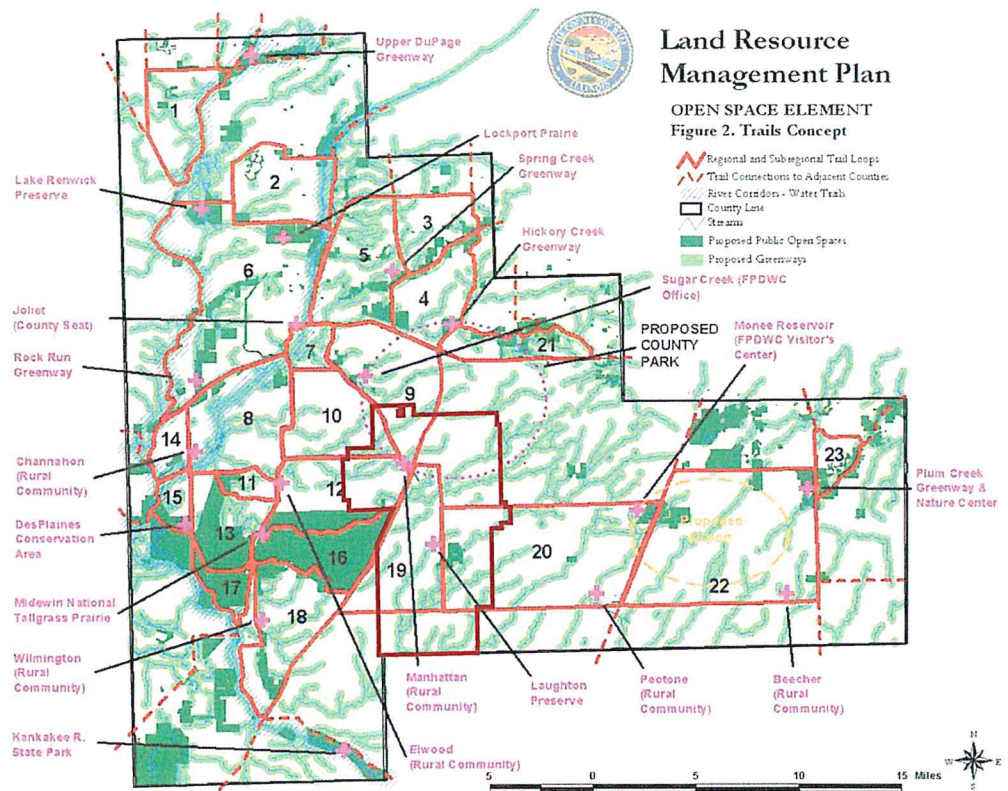 Land Resource
Management Plan
OPEN SPACE ELEMENT
Figure 2. Trails Concept
Regional and Subregional Trail Loops
Trail Connections to Adjacent Counties
River Corridors - Water Trails
County Line
Streams
Proposed Public Open Spaces
Proposed Greenways
Upper DuPage
Greenway
Lockport Prairie
Spring Creek
Greenway
Lake Renwick
Preserve
Hickory Creek
Greenway
Sugar Creek (FPDWC
Office)
Joliet
(County Seat)
PROPOSED
COUNTY
PARK
Monee Reservoir
(FPDWC Visitor's
Center)
Rock Run
Greenway
Channahon
(Rural
Community)
Plum Creek
Greenway &
Nature Center
DesPlaines
Conservation
Area
Proposed
Airport
Midewin National
Tallgrass Prairie
Wilmington
(Rural
Community)
Manhattan
(Rural
Community)
Laughton
Preserve
Peotone
(Rural
Community)
Beecher
(Rural
Community)
Kankakee R.
State Park
Elwood
(Rural Community)
1
2
3
4
5
6
7
8
9
10
11
12
13
14
15
16
17
18
19
20
21
22
23
N
W
E
S
5 0 5 10 15 Miles